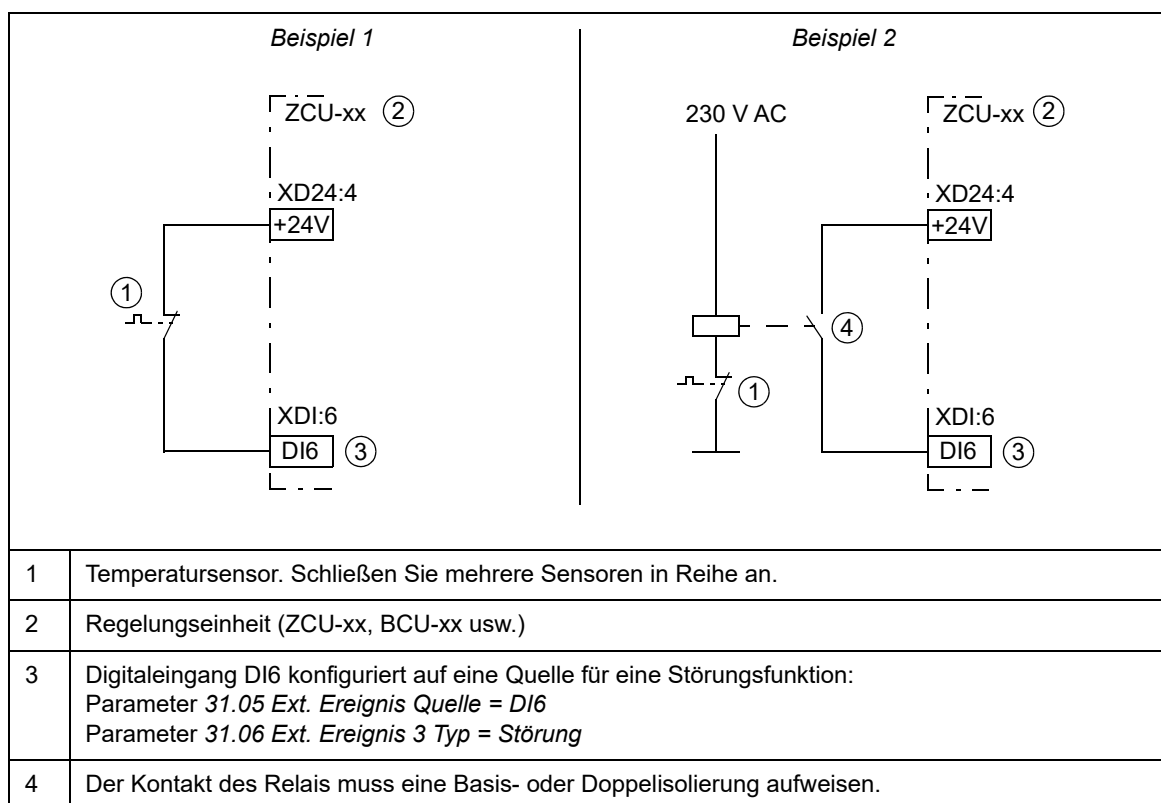 Beispiel 1
ZCU-xx 2
XD24:4
+24V
1
XDI:6
DI6 3
Beispiel 2
230 V AC
ZCU-xx 2
XD24:4
+24V
4
1
XDI:6
DI6 3
1 Temperatursensor. Schließen Sie mehrere Sensoren in Reihe an.
2 Regelungseinheit (ZCU-xx, BCU-xx usw.)
3 Digitaleingang DI6 konfiguriert auf eine Quelle für eine Störungsfunktion:
Parameter 31.05 Ext. Ereignis Quelle = DI6
Parameter 31.06 Ext. Ereignis 3 Typ = Störung
4 Der Kontakt des Relais muss eine Basis- oder Doppelisolierung aufweisen.